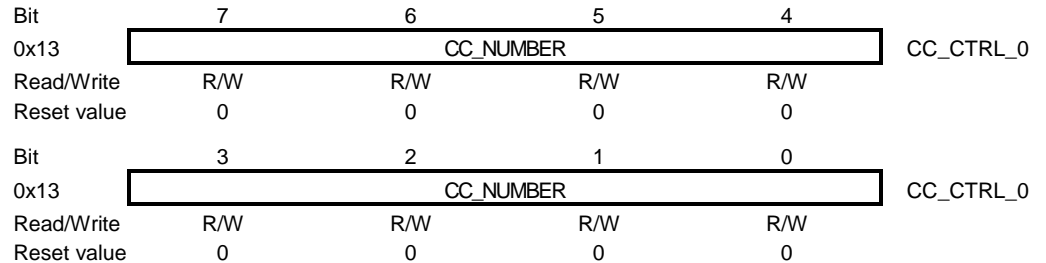 Bit 7 6 5 4
0x13 CC_NUMBER CC_CTRL_0
Read/Write R/W R/W R/W R/W
Reset value 0 0 0 0
Bit 3 2 1 0
0x13 CC_NUMBER CC_CTRL_0
Read/Write R/W R/W R/W R/W
Reset value 0 0 0 0